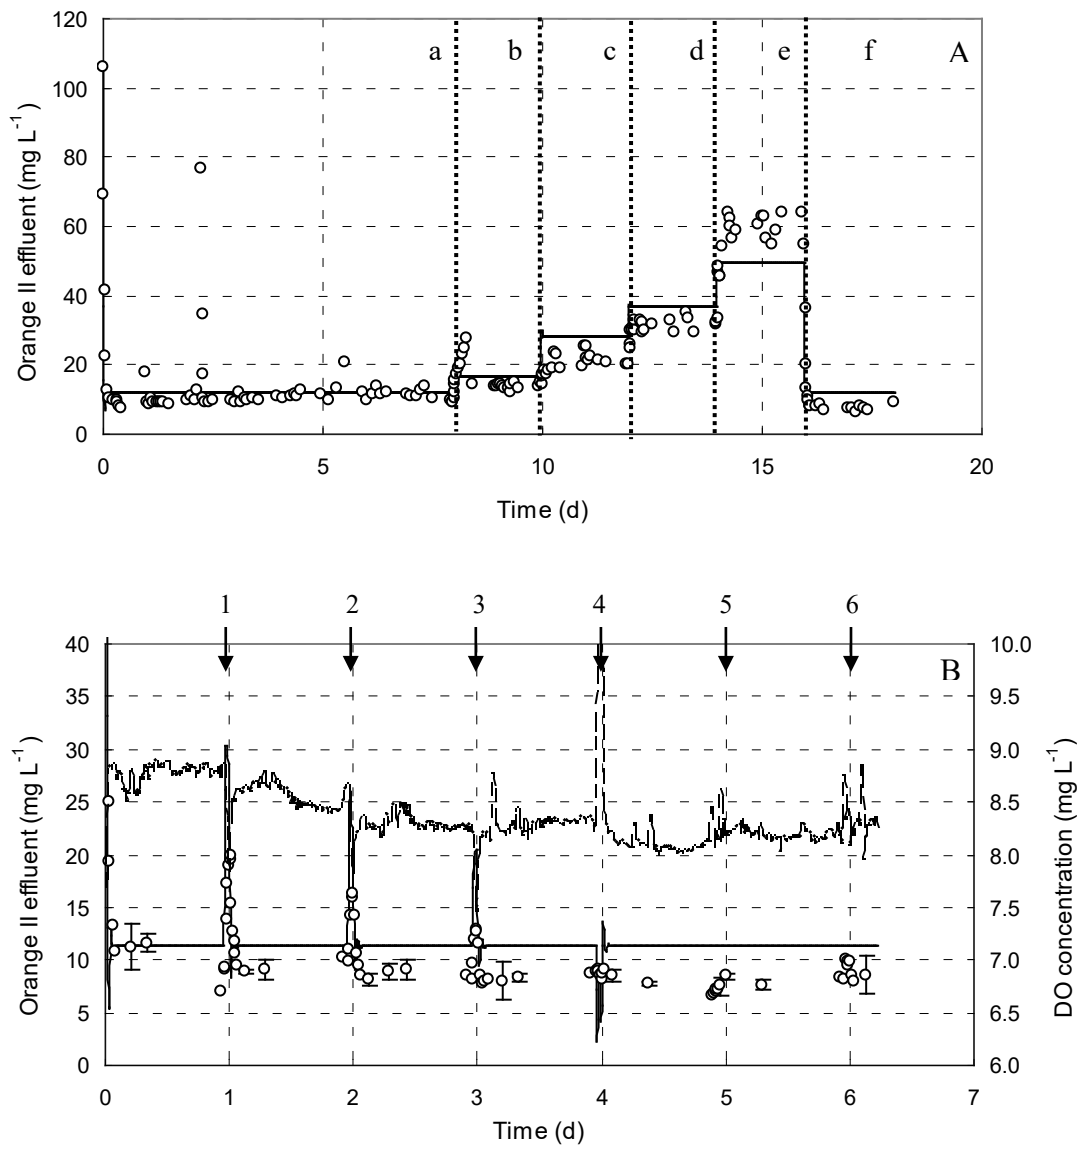 120
100
80
60
40
20
0
Orange II effluent (mg L⁻¹)
a b c d e f A
0 5 10 15 20
Time (d)
1 2 3 4 5 6
40
35
30
25
20
15
10
5
0
Orange II effluent (mg L⁻¹)
B
10.0
9.5
9.0
8.5
8.0
7.5
7.0
6.5
6.0
DO concentration (mg L⁻¹)
0 1 2 3 4 5 6 7
Time (d)